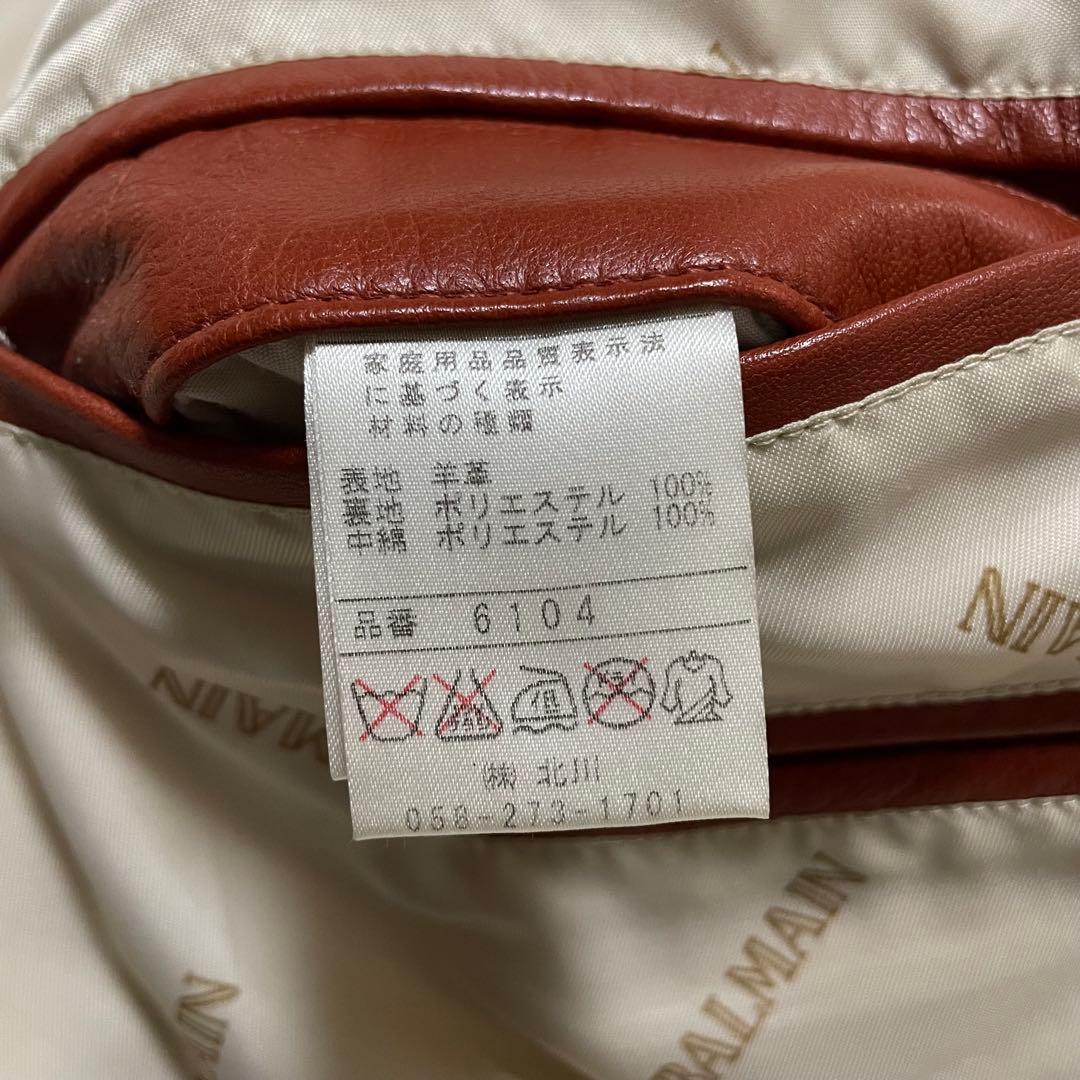 家庭用品品質表示法
に基づく表示
材料の種類
表地 羊革
裏地 ポリエステル 100%
中綿 ポリエステル 100%
品番 6104
㈱ 北川
058-273-1701
MAIN
AIN
BALMAIN